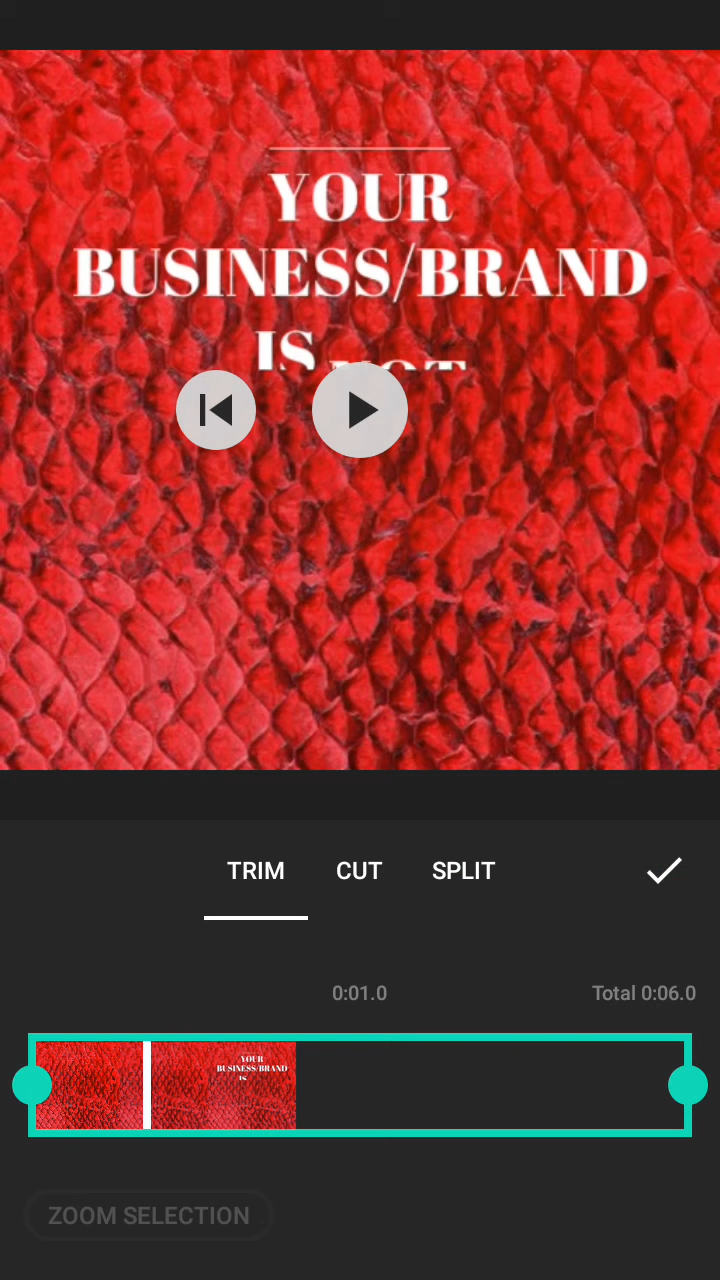 YOUR
BUSINESS/BRAND
IS NOT
TRIM CUT SPLIT
0:01.0 Total 0:06.0
YOUR
BUSINESS/BRAND
IS
ZOOM SELECTION